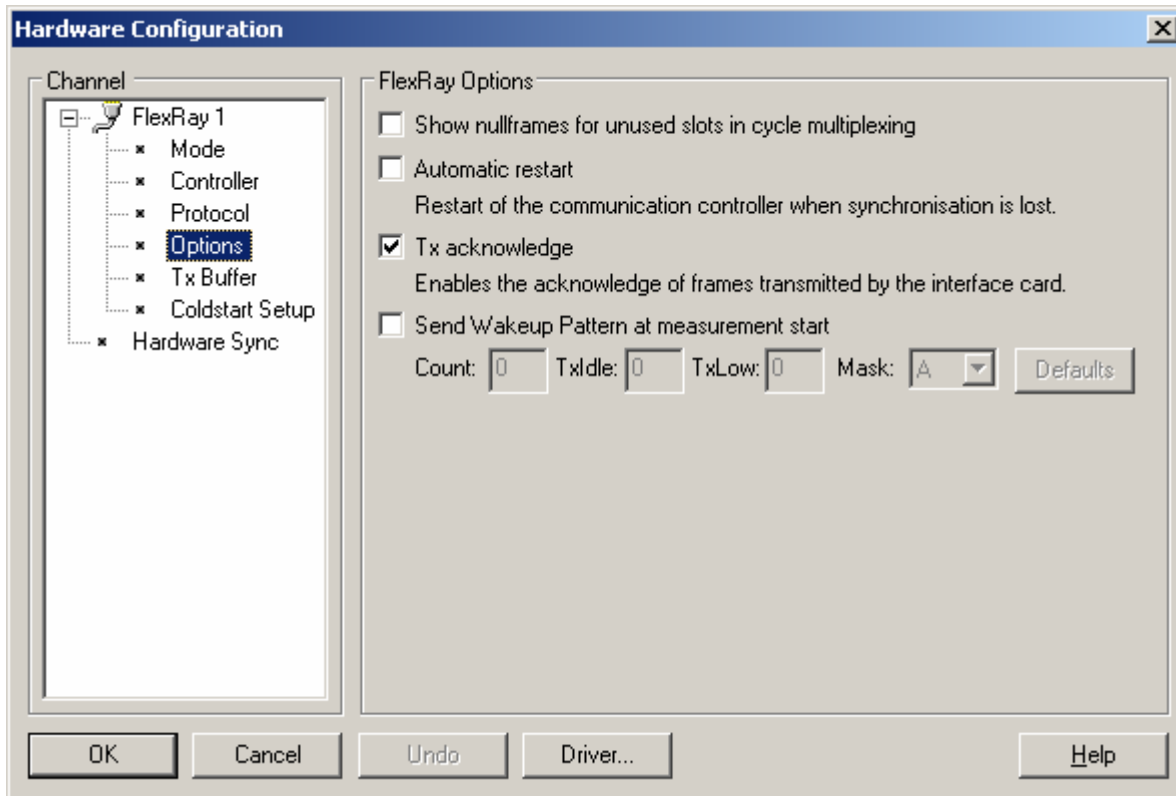 Hardware Configuration
Channel
FlexRay 1
Mode
Controller
Protocol
Options
Tx Buffer
Coldstart Setup
Hardware Sync
FlexRay Options
Show nullframes for unused slots in cycle multiplexing
Automatic restart
Restart of the communication controller when synchronisation is lost.
Tx acknowledge
Enables the acknowledge of frames transmitted by the interface card.
Send Wakeup Pattern at measurement start
Count: 0 TxIdle: 0 TxLow: 0 Mask: A Defaults
OK Cancel Undo Driver... Help